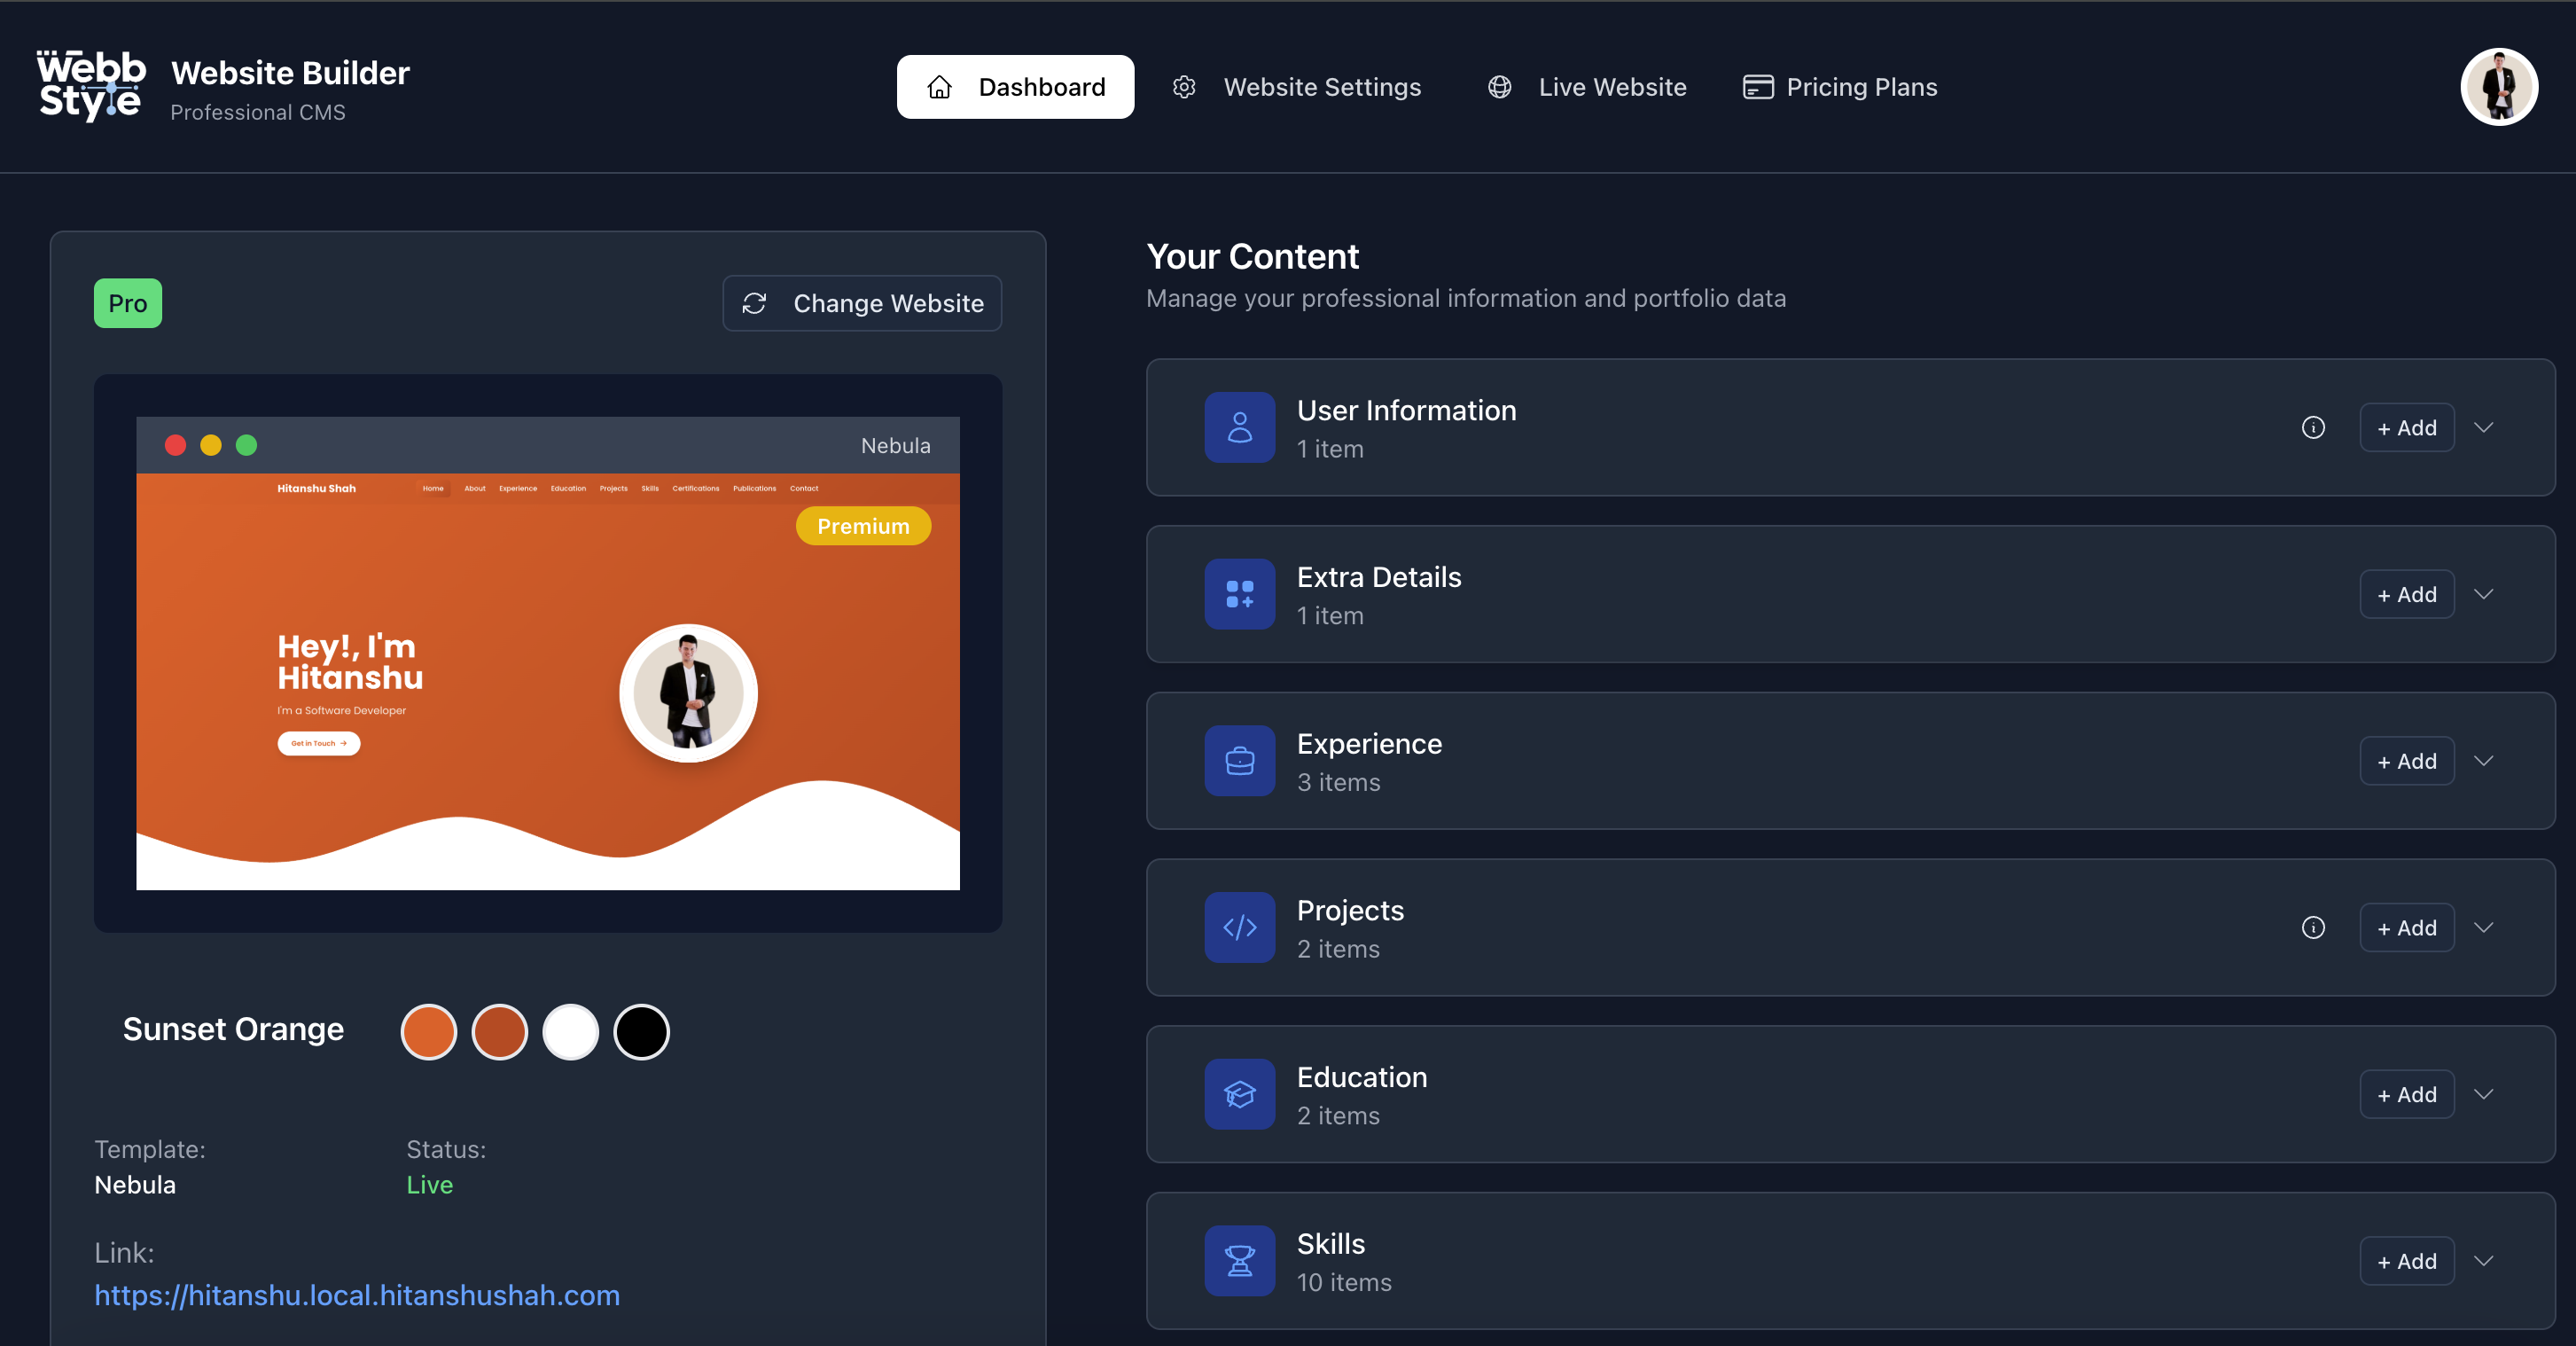 Webb
Style
Website Builder
Professional CMS
Dashboard
Website Settings
Live Website
Pricing Plans
Pro
Change Website
Nebula
Hitanshu Shah
Home About Experience Education Projects Skills Certifications Publications Contact
Premium
Hey!, I'm
Hitanshu
I'm a Software Developer
Get in Touch →
Sunset Orange
Template:
Nebula
Status:
Live
Link:
https://hitanshu.local.hitanshushah.com
Your Content
Manage your professional information and portfolio data
User Information
1 item
+ Add
Extra Details
1 item
+ Add
Experience
3 items
+ Add
Projects
2 items
+ Add
Education
2 items
+ Add
Skills
10 items
+ Add